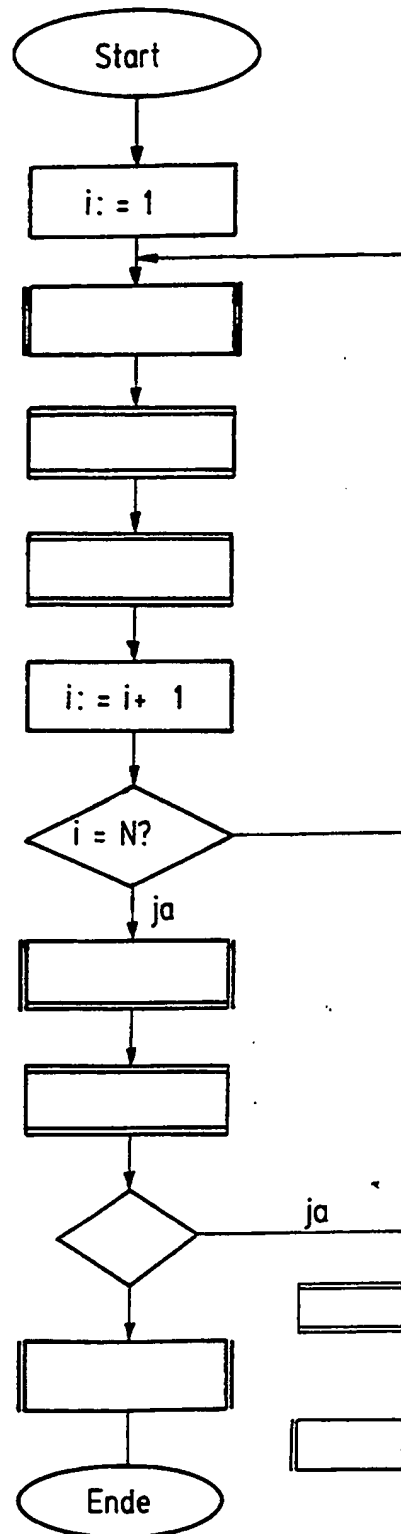 Start
i: = 1
i: = i + 1
i = N?
ja
ja
Ende